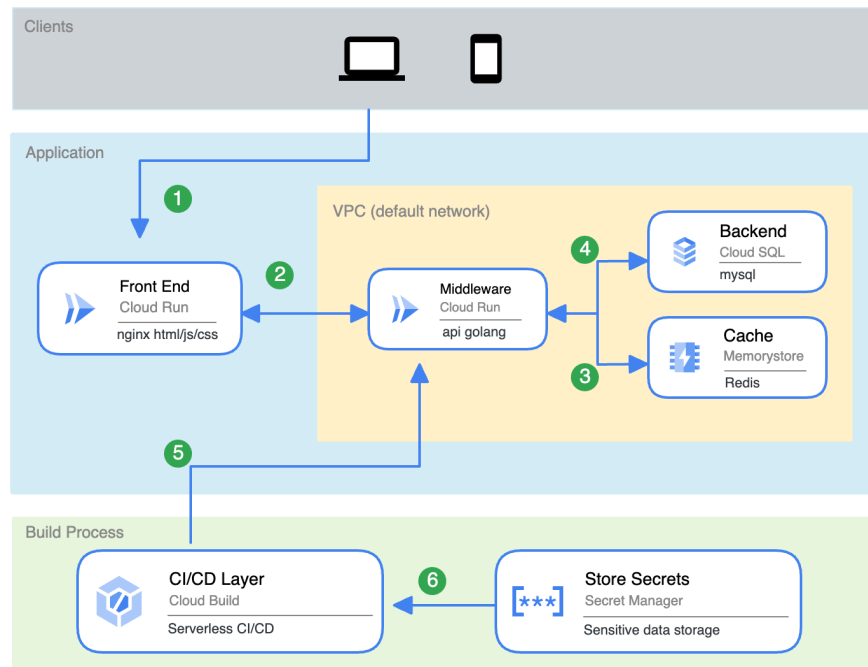 Clients
Application
1
VPC (default network)
Backend
Cloud SQL
mysql
4
2
Front End
Cloud Run
nginx html/js/css
Middleware
Cloud Run
api golang
Cache
Memorystore
Redis
3
5
Build Process
CI/CD Layer
Cloud Build
Serverless CI/CD
6
[***]
Store Secrets
Secret Manager
Sensitive data storage